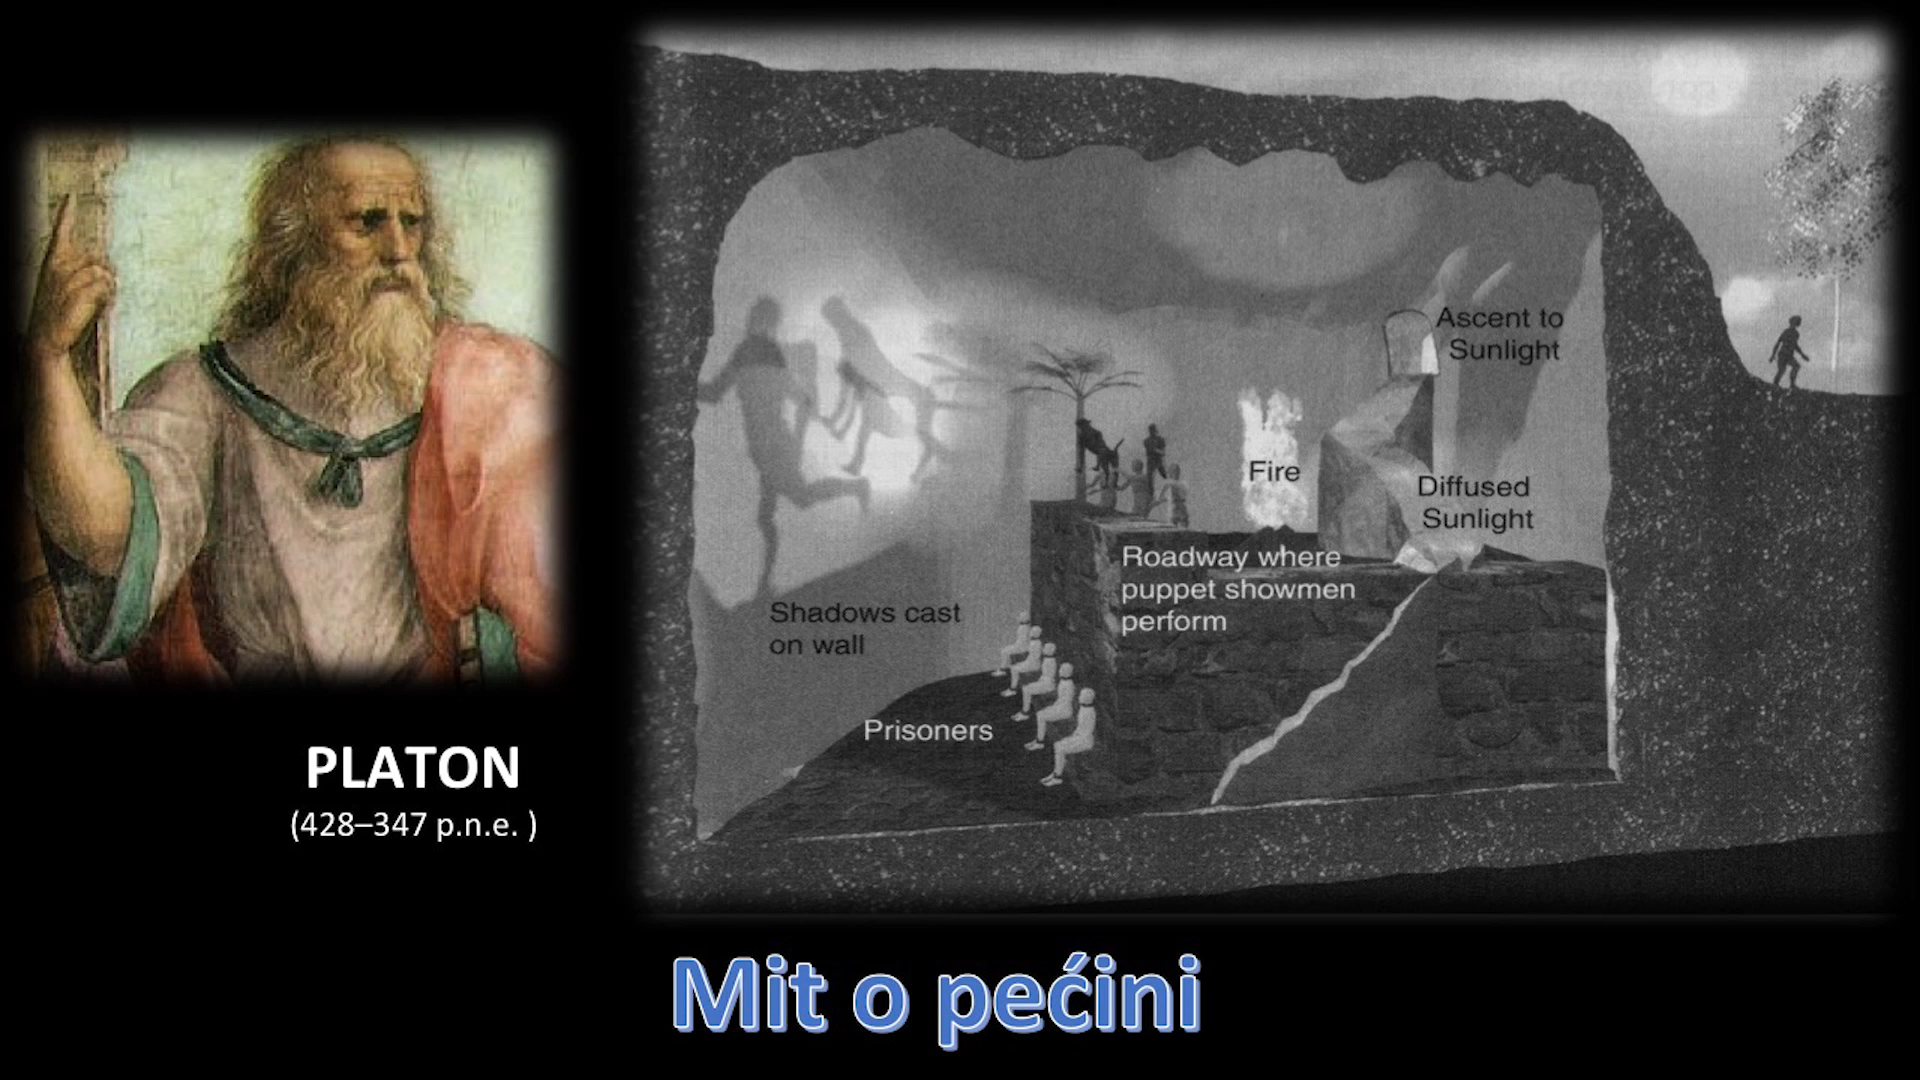 PLATON
(428–347 p.n.e. )
Ascent to
Sunlight
Fire
Diffused
Sunlight
Roadway where
puppet showmen
perform
Shadows cast
on wall
Prisoners
Mit o pećini